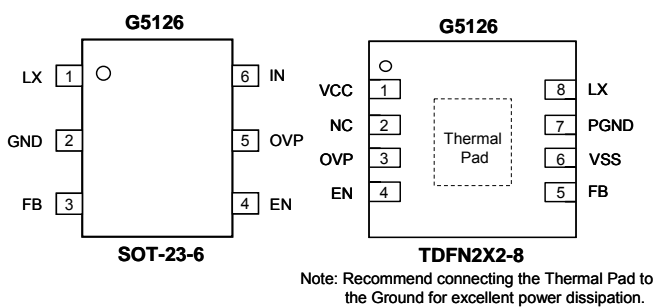 G5126
LX 1
6 IN
GND 2
5 OVP
FB 3
4 EN
SOT-23-6
G5126
VCC 1
8 LX
NC 2
7 PGND
OVP 3
6 VSS
EN 4
5 FB
Thermal
Pad
TDFN2X2-8
Note: Recommend connecting the Thermal Pad to
the Ground for excellent power dissipation.